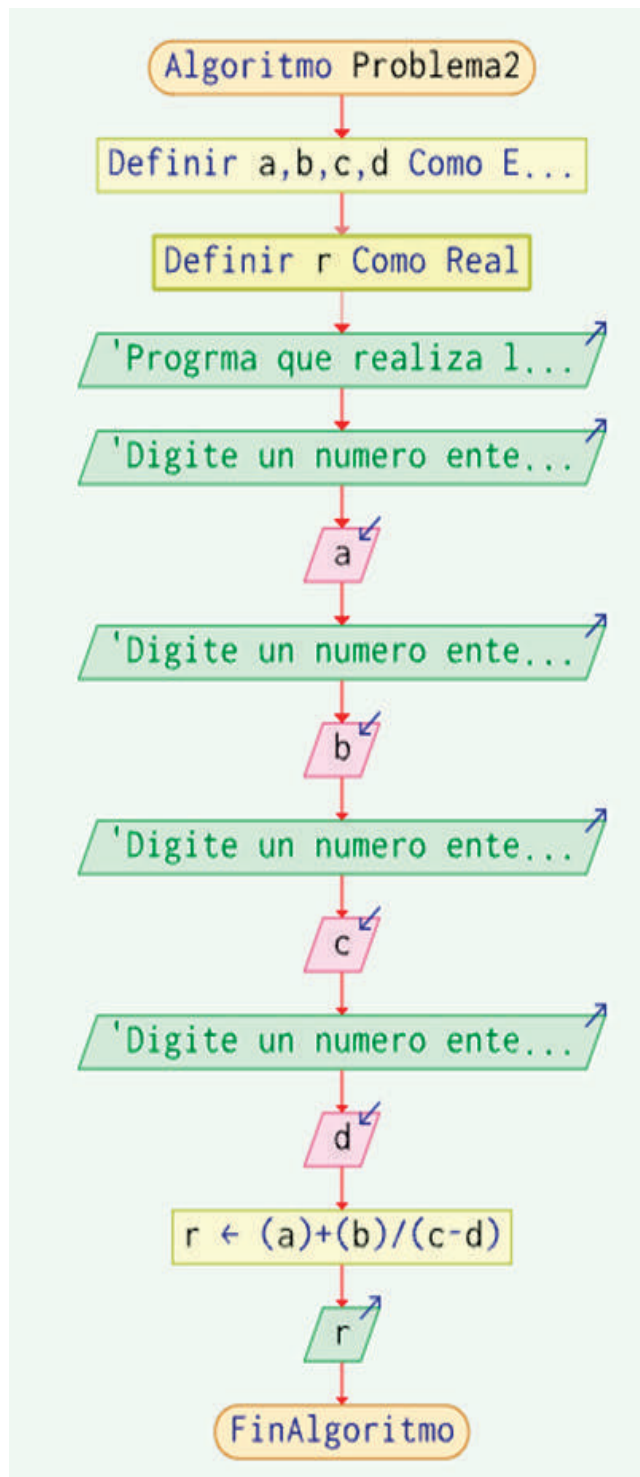 Algoritmo Problema2
Definir a,b,c,d Como E...
Definir r Como Real
'Progrma que realiza l...
'Digite un numero ente...
a
'Digite un numero ente...
b
'Digite un numero ente...
c
'Digite un numero ente...
d
r ← (a)+(b)/(c-d)
r
FinAlgoritmo